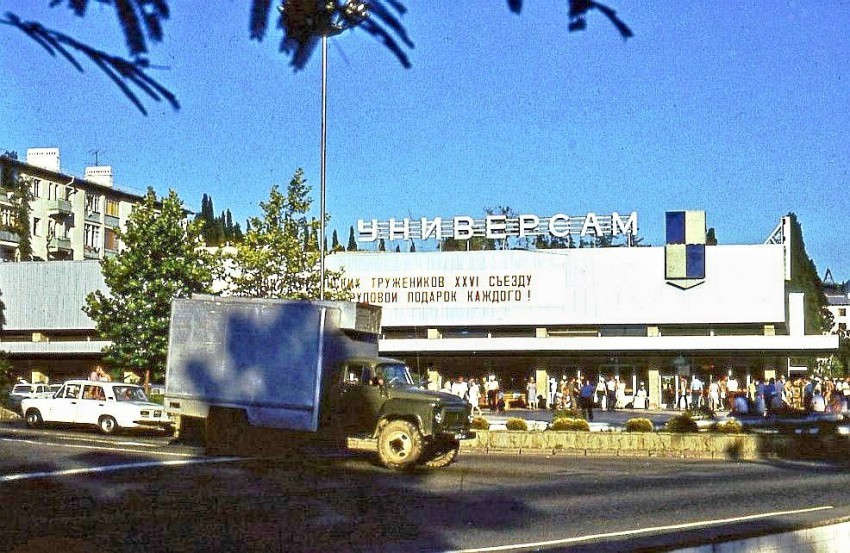 УНИВЕРСАМ
ТРУЖЕНИКОВ XXVI СЪЕЗДУ
ПОДАРОК КАЖДОГО!